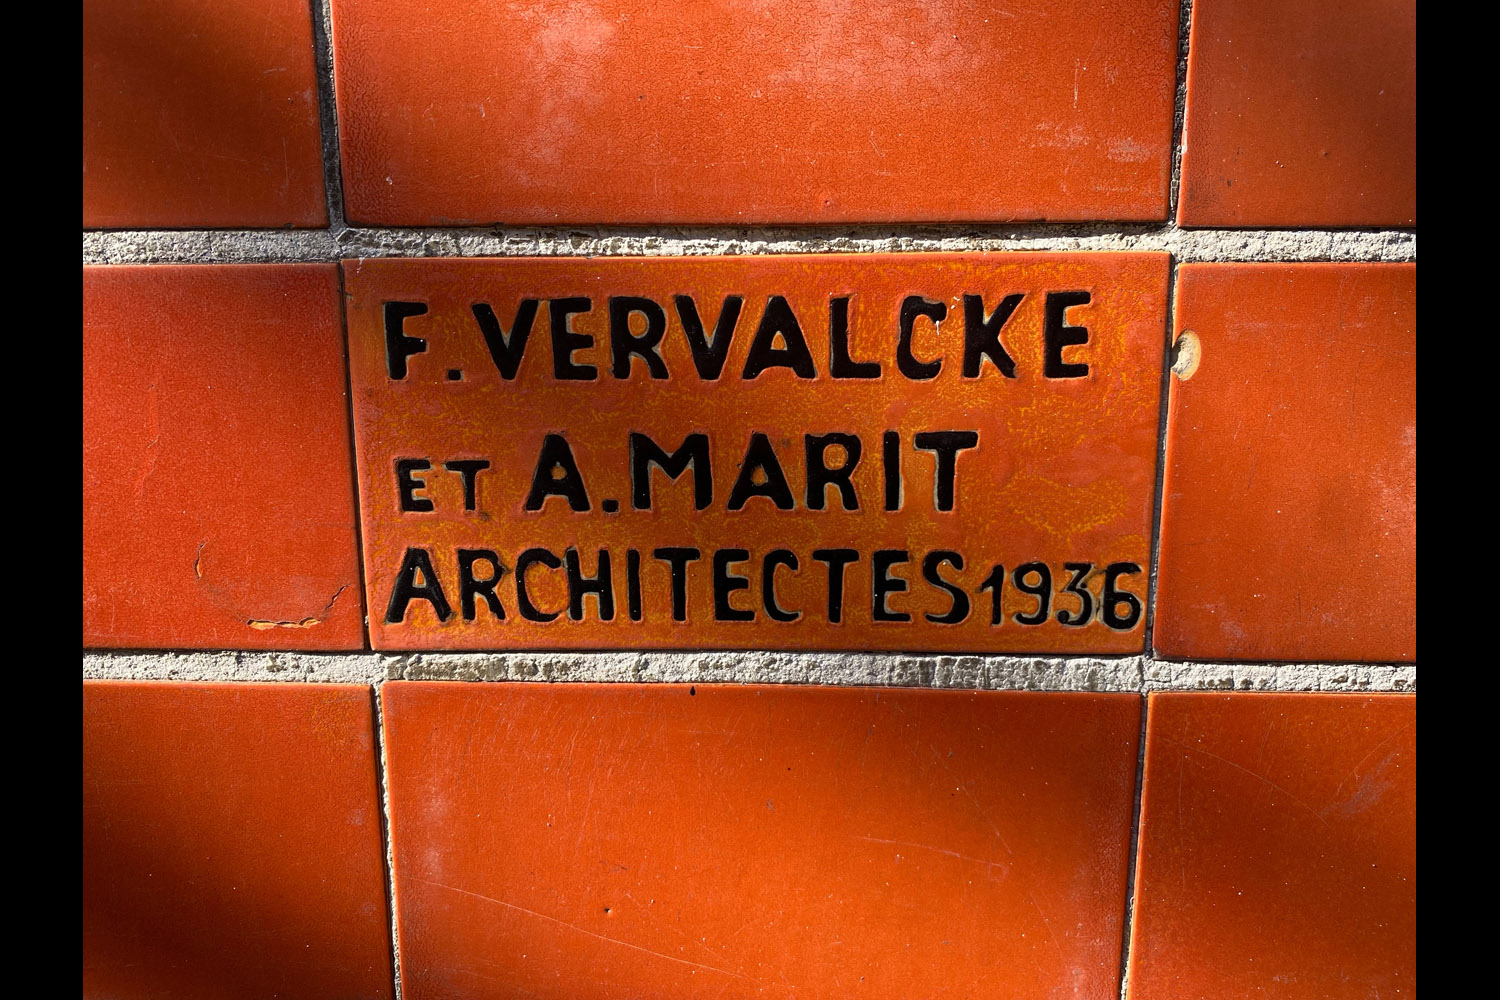 F. VERVALCKE
ET A. MARIT
ARCHITECTES 1936